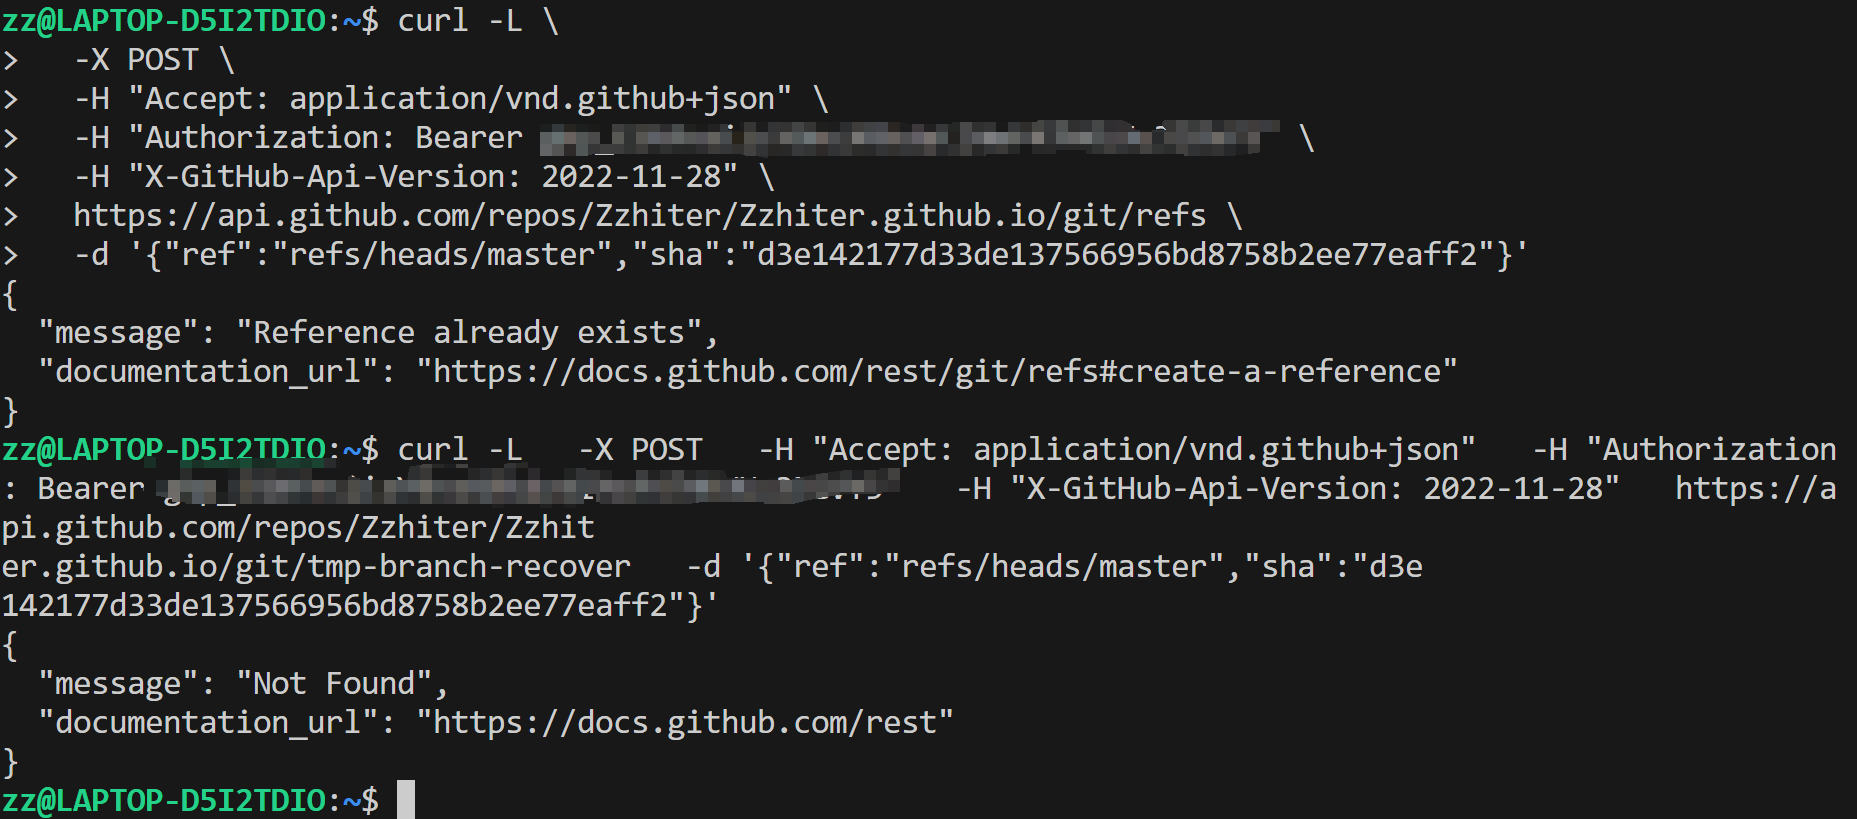 zz@LAPTOP-D5I2TDIO:~$ curl -L \
>   -X POST \
>   -H "Accept: application/vnd.github+json" \
>   -H "Authorization: Bearer \
>   -H "X-GitHub-Api-Version: 2022-11-28" \
>   https://api.github.com/repos/Zzhiter/Zzhiter.github.io/git/refs \
>   -d '{"ref":"refs/heads/master","sha":"d3e142177d33de137566956bd8758b2ee77eaff2"}'
{
  "message": "Reference already exists",
  "documentation_url": "https://docs.github.com/rest/git/refs#create-a-reference"
}
zz@LAPTOP-D5I2TDIO:~$ curl -L   -X POST   -H "Accept: application/vnd.github+json"   -H "Authorization
: Bearer    -H "X-GitHub-Api-Version: 2022-11-28"   https://a
pi.github.com/repos/Zzhiter/Zzhit
er.github.io/git/tmp-branch-recover   -d '{"ref":"refs/heads/master","sha":"d3e
142177d33de137566956bd8758b2ee77eaff2"}'
{
  "message": "Not Found",
  "documentation_url": "https://docs.github.com/rest"
}
zz@LAPTOP-D5I2TDIO:~$